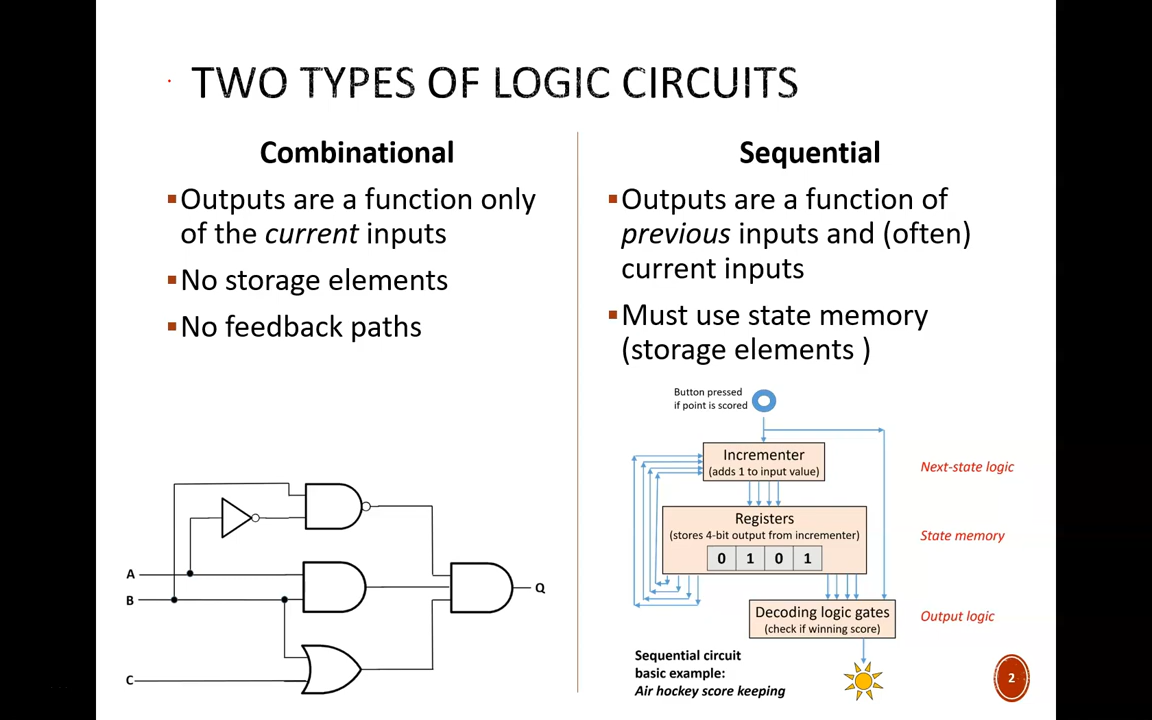 TWO TYPES OF LOGIC CIRCUITS
Combinational
▪Outputs are a function only
of the current inputs
▪No storage elements
▪No feedback paths
A
B
C
Q
Sequential
▪Outputs are a function of
previous inputs and (often)
current inputs
▪Must use state memory
(storage elements )
Button pressed
if point is scored
Incrementer
(adds 1 to input value)
Next-state logic
Registers
(stores 4-bit output from incrementer)
0 1 0 1
State memory
Decoding logic gates
(check if winning score)
Output logic
Sequential circuit
basic example:
Air hockey score keeping
2